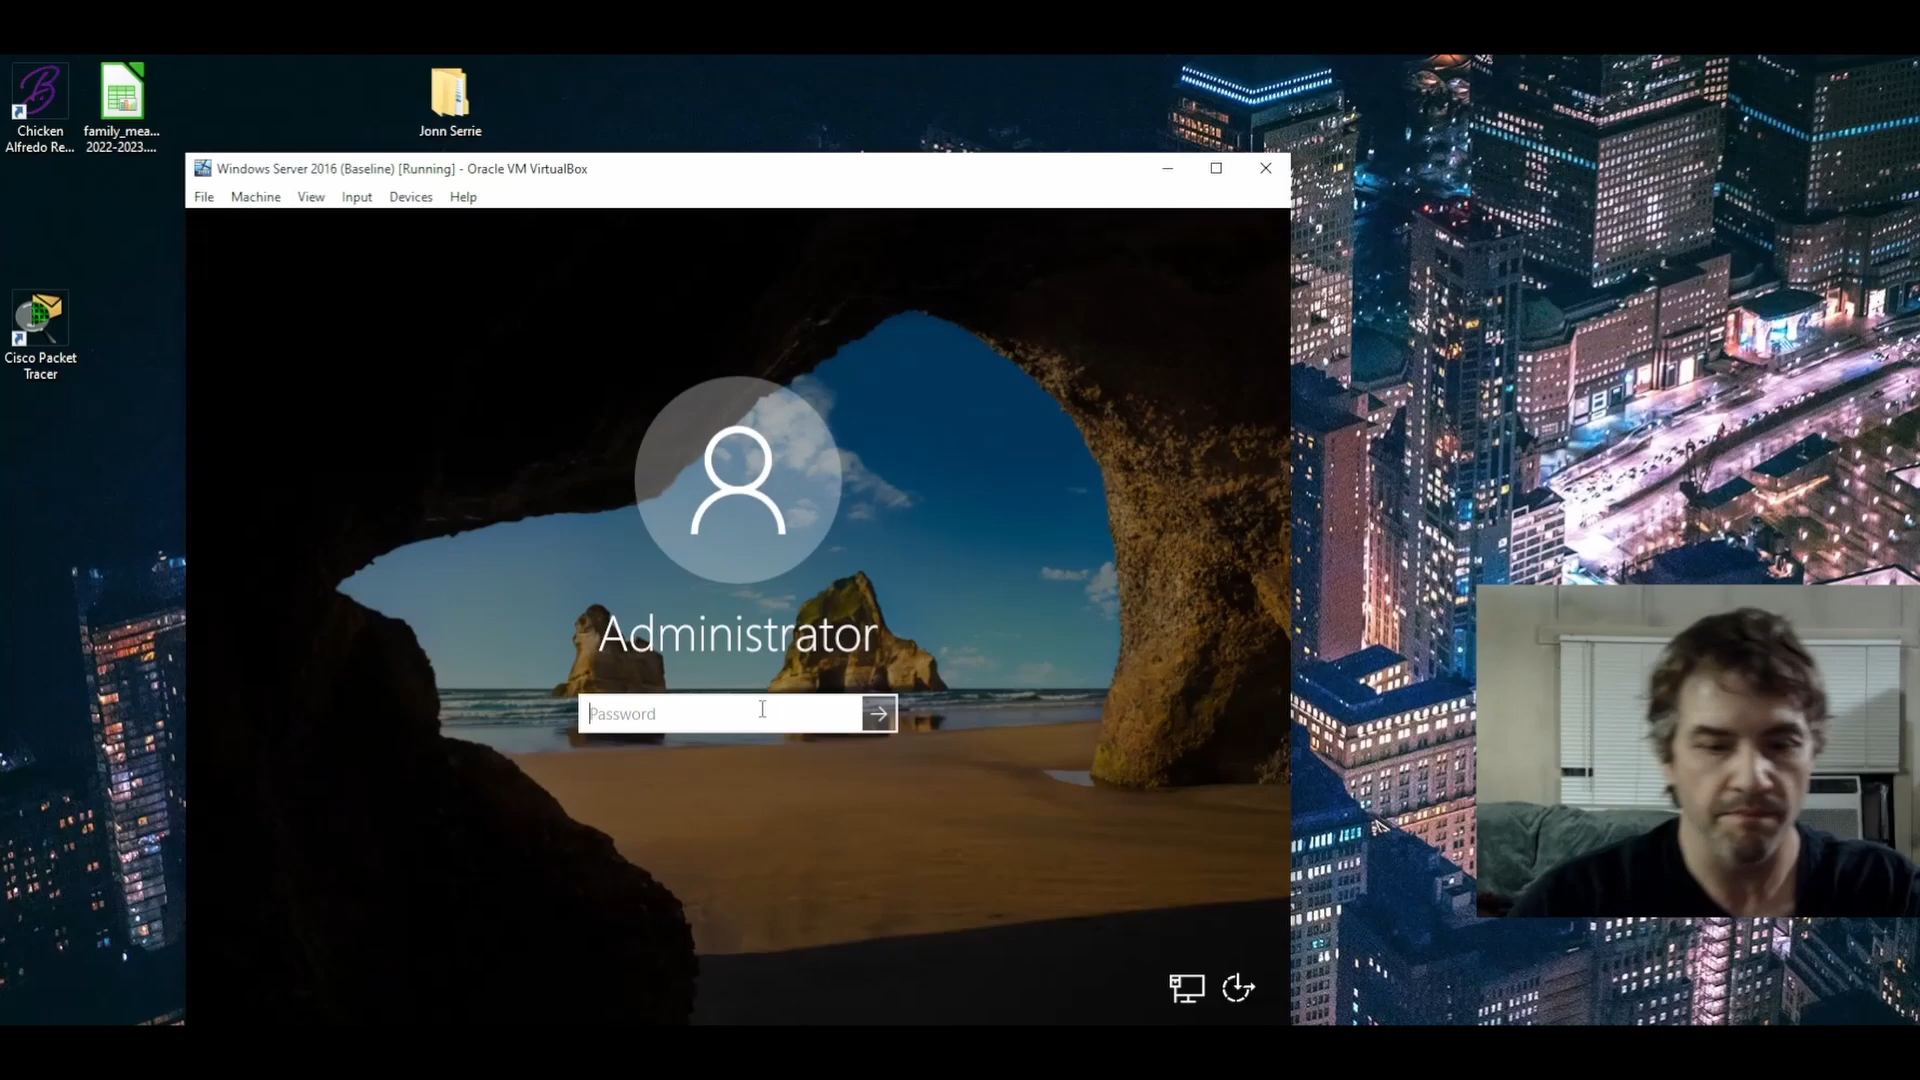 Chicken
Alfredo Re...
family_mea...
2022-2023....
Jonn Serrie
Windows Server 2016 (Baseline) [Running] - Oracle VM VirtualBox
File Machine View Input Devices Help
Cisco Packet
Tracer
Administrator
Password